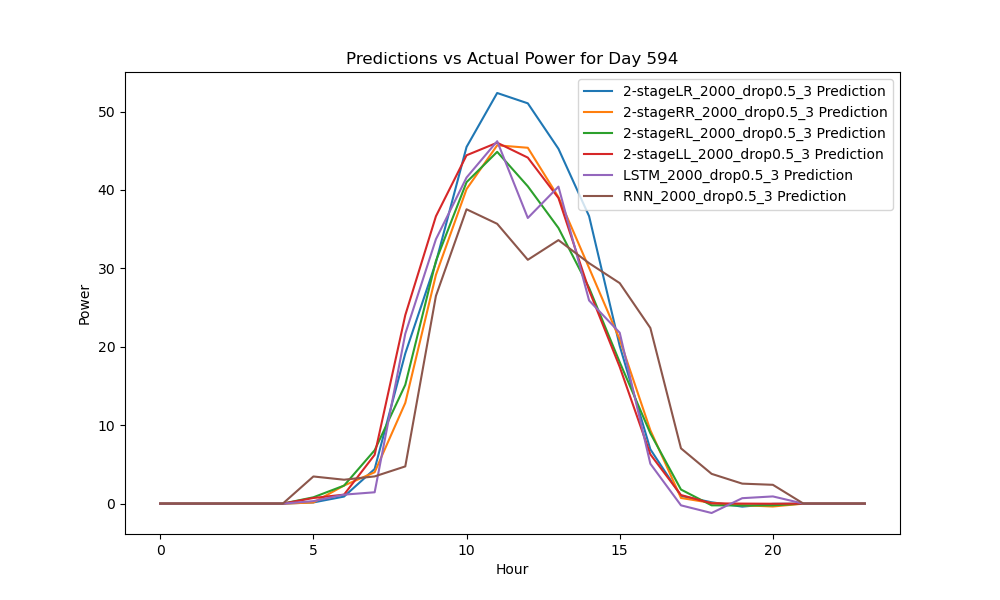 Predictions vs Actual Power for Day 594
2-stageLR_2000_drop0.5_3 Prediction
2-stageRR_2000_drop0.5_3 Prediction
2-stageRL_2000_drop0.5_3 Prediction
2-stageLL_2000_drop0.5_3 Prediction
LSTM_2000_drop0.5_3 Prediction
RNN_2000_drop0.5_3 Prediction
50
40
30
20
10
0
Power
0 5 10 15 20
Hour